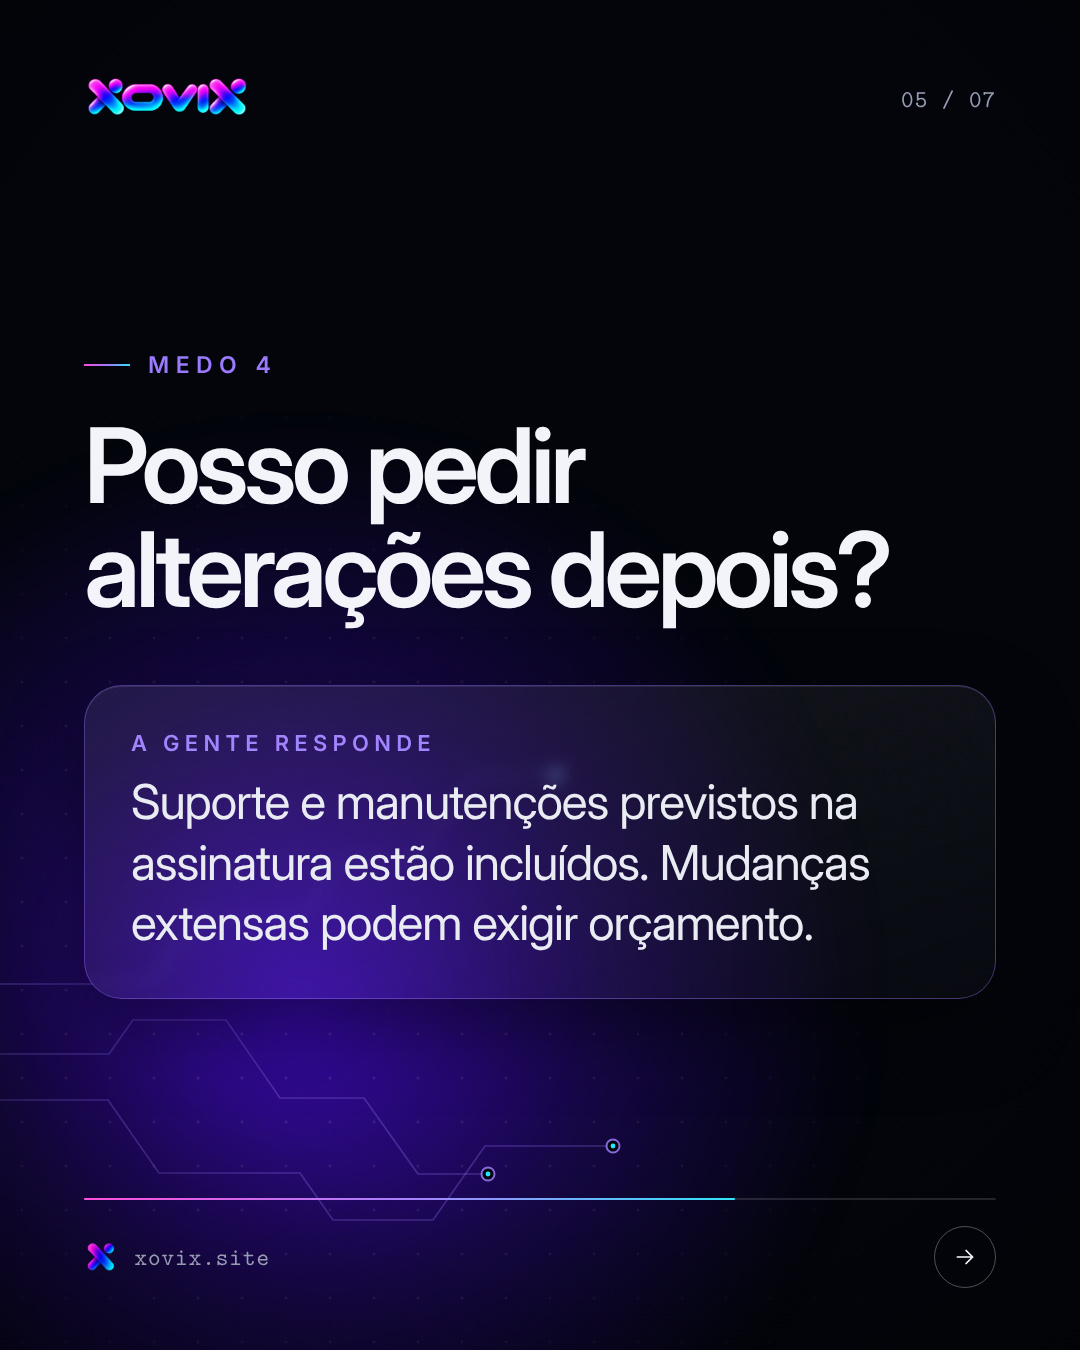 XOVIX
05 / 07
MEDO 4
Posso pedir
alterações depois?
A GENTE RESPONDE
Suporte e manutenções previstos na
assinatura estão incluídos. Mudanças
extensas podem exigir orçamento.
xovix.site